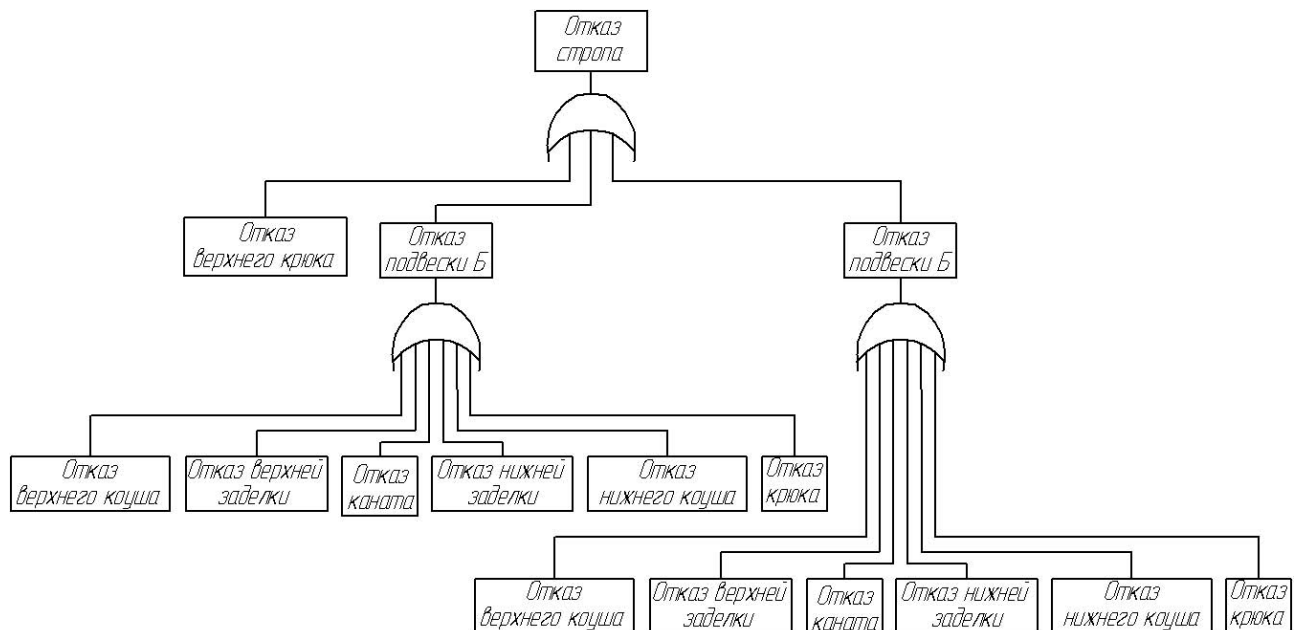 Отказ
стропа
Отказ
верхнего крюка
Отказ
подвески Б
Отказ
подвески Б
Отказ
верхнего коуша
Отказ верхней
заделки
Отказ
каната
Отказ нижней
заделки
Отказ
нижнего коуша
Отказ
крюка
Отказ
верхнего коуша
Отказ верхней
заделки
Отказ
каната
Отказ нижней
заделки
Отказ
нижнего коуша
Отказ
крюка